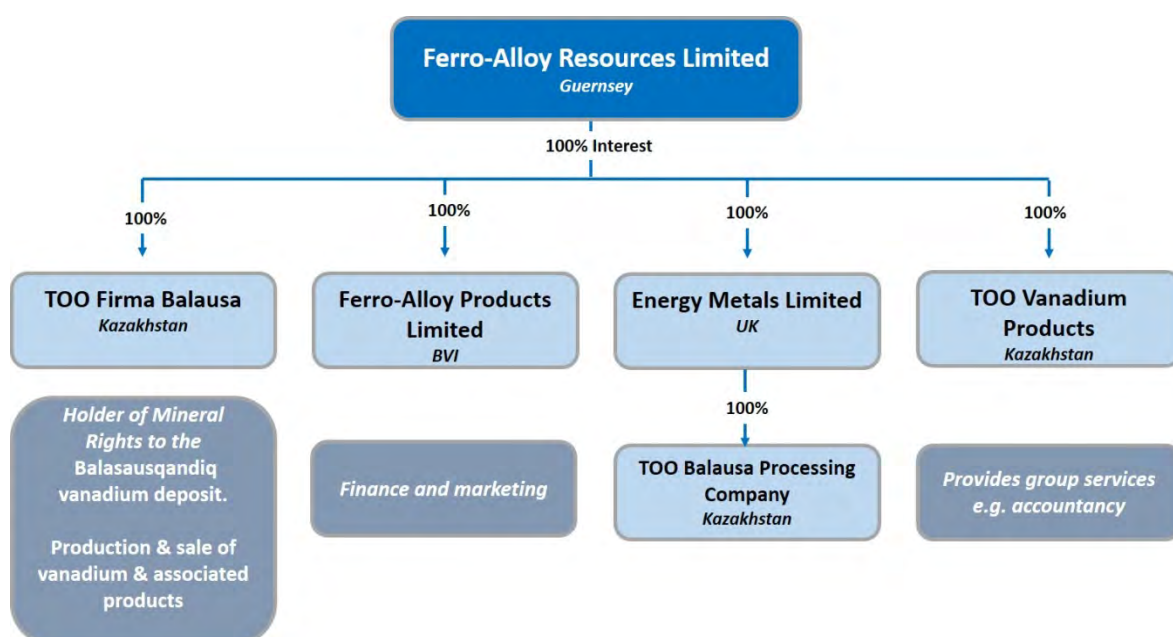 Ferro-Alloy Resources Limited
Guernsey
100% Interest
100%
100%
100%
100%
TOO Firma Balausa
Kazakhstan
Ferro-Alloy Products
Limited
BVI
Energy Metals Limited
UK
TOO Vanadium
Products
Kazakhstan
Holder of Mineral
Rights to the
Balasausqandiq
vanadium deposit.
Production & sale of
vanadium & associated
products
Finance and marketing
100%
TOO Balausa Processing
Company
Kazakhstan
Provides group services
e.g. accountancy